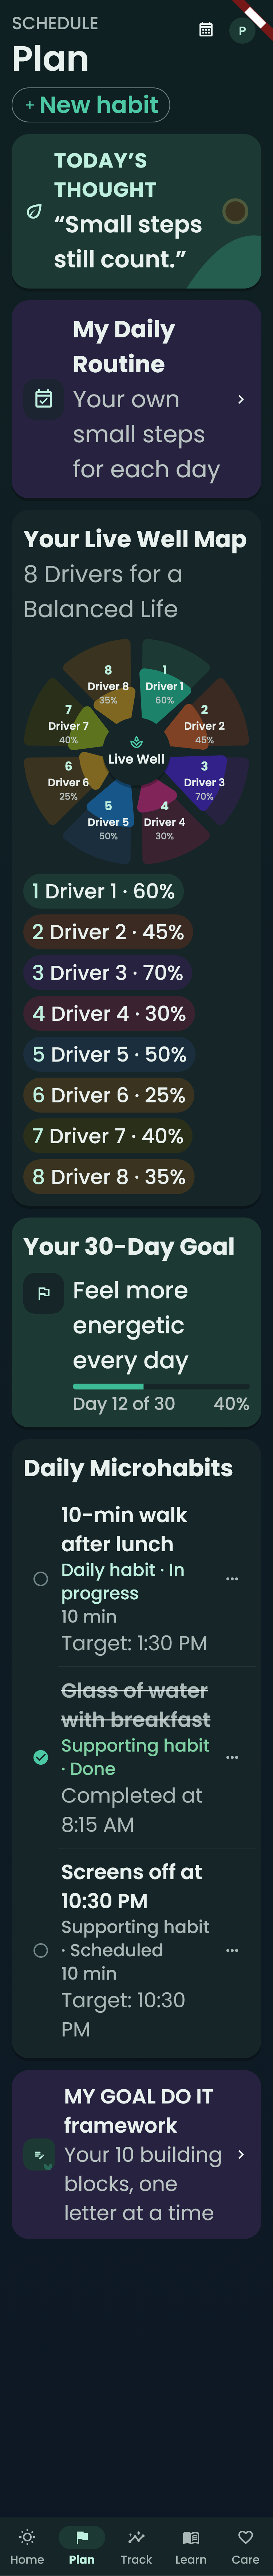 SCHEDULE
Plan
P
+ New habit
TODAY'S
THOUGHT
“Small steps
still count.”
My Daily
Routine
Your own
small steps
for each day
Your Live Well Map
8 Drivers for a
Balanced Life
8
Driver 8
35%
1
Driver 1
60%
7
Driver 7
40%
2
Driver 2
45%
Live Well
6
Driver 6
25%
3
Driver 3
70%
5
Driver 5
50%
4
Driver 4
30%
1 Driver 1 · 60%
2 Driver 2 · 45%
3 Driver 3 · 70%
4 Driver 4 · 30%
5 Driver 5 · 50%
6 Driver 6 · 25%
7 Driver 7 · 40%
8 Driver 8 · 35%
Your 30-Day Goal
Feel more
energetic
every day
Day 12 of 30 40%
Daily Microhabits
10-min walk
after lunch
Daily habit · In
progress
10 min
Target: 1:30 PM
Glass of water
with breakfast
Supporting habit
· Done
Completed at
8:15 AM
Screens off at
10:30 PM
Supporting habit
· Scheduled
10 min
Target: 10:30
PM
MY GOAL DO IT
framework
Your 10 building
blocks, one
letter at a time
Home Plan Track Learn Care